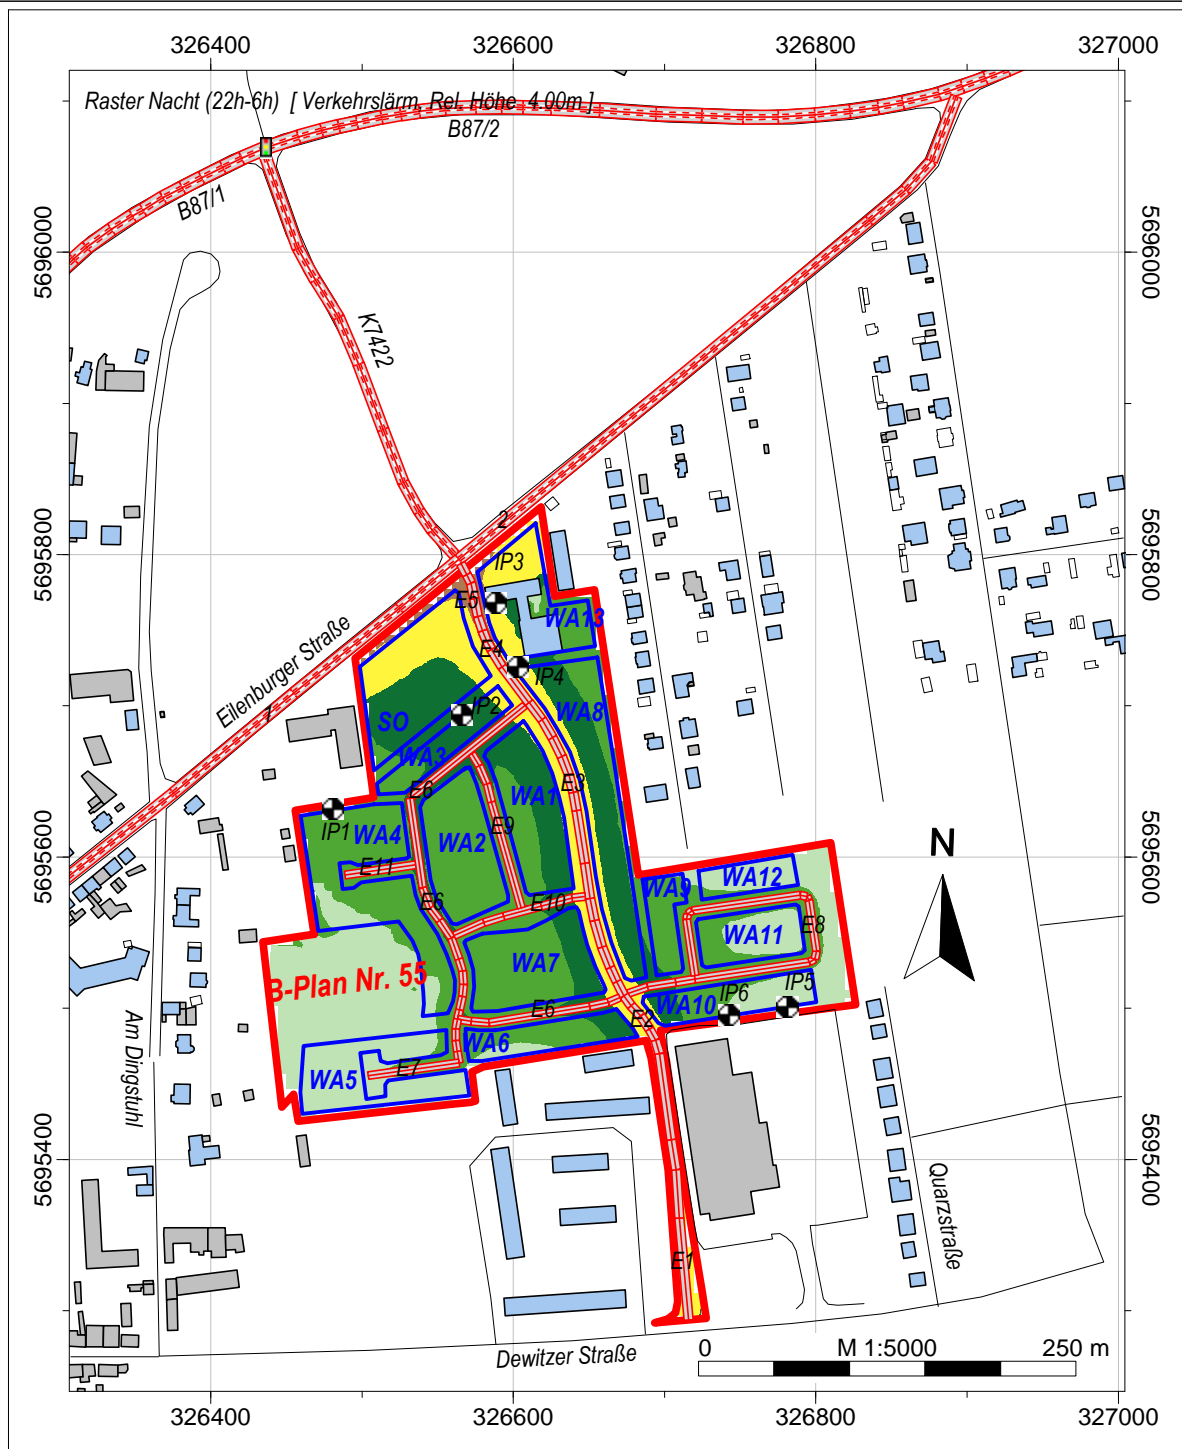 326400 326600 326800 327000
Raster Nacht (22h-6h) [ Verkehrslärm, Rel. Höhe 4.00m ]
B87/2
B87/1
5696000
5696000
K7422
2
5695800
5695800
IP3
E5
WA13
E4
IP4
Eilenburger Straße
1
SO
IP2
WA8
WA3
E3
E6
WA1
IP1
WA4
WA2
E9
N
5695600
5695600
E11
WA9
WA12
E6
E10
E8
WA11
WA7
B-Plan Nr. 55
IP5
IP6
WA10
E6
E2
Am Dingstuhl
WA6
E7
WA5
5695400
5695400
Quarzstraße
E1
Dewitzer Straße
0 M 1:5000 250 m
326400 326600 326800 327000